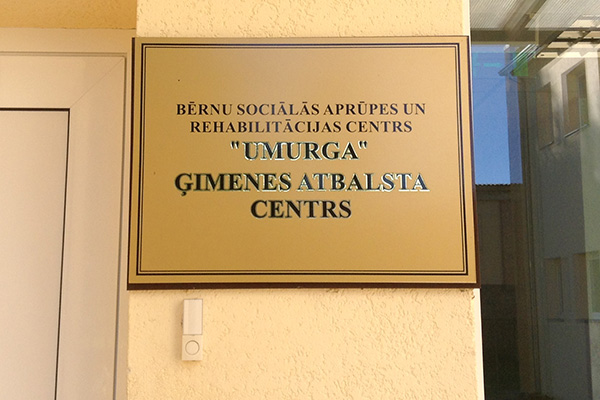 BĒRNU SOCIĀLĀS APRŪPES UN
REHABILITĀCIJAS CENTRS
"UMURGA"
ĢIMENES ATBALSTA
CENTRS